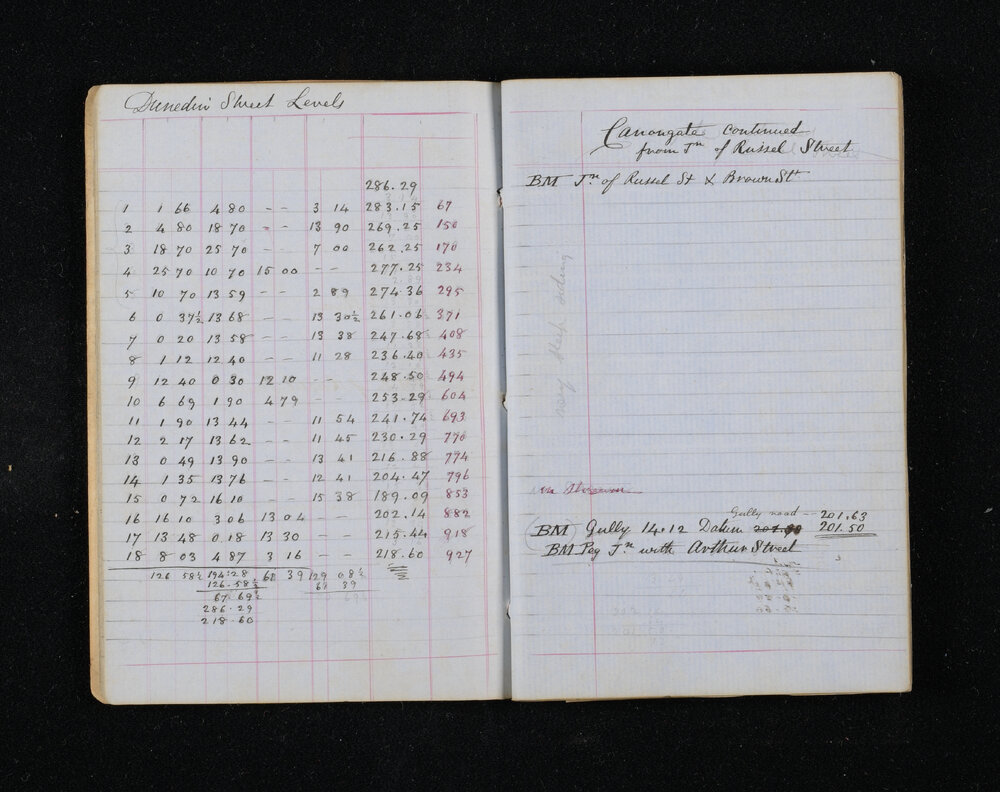 Dunedin Street Levels
286.29
1 1 66 4 80 -- 3 14 283.15 67
2 4 80 18 70 -- 13 90 269.25 150
3 18 70 25 70 -- 7 00 262.25 170
4 25 70 10 70 15 00 -- 277.25 234
5 10 70 13 59 -- 2 89 274 36 295
6 0 37½ 13 68 -- 13 30½ 261.06 371
7 0 20 13 58 -- 13 38 247.68 408
8 1 12 12 40 -- 11 28 236.40 435
9 12 40 0 30 12 10 -- 248.50 494
10 6 69 1 90 4 79 -- 253.29 604
11 1 90 13 44 -- 11 54 241.74 693
12 2 17 13 62 -- 11 45 230.29 770
13 0 49 13 90 -- 13 41 216.88 774
14 1 35 13 76 -- 12 41 204.47 796
15 0 72 16 10 -- 15 38 189.09 853
16 16 10 3 06 13 04 -- 202.14 882
17 13 48 0 18 13 30 -- 215.44 918
18 8 03 4 87 3 16 -- 218.60 927
126 58½ 194.28 61 39 129 08½
126.58½ 61 39
67 69½ 67 69½
286.29
218.60
Canongate continued
from Jn of Russel Street
BM Jn of Russel St & Brown St
very steep siding
Gully road -- 201.63
BM Gully 14.12 Datum 201.50
BM Peg Jn with Arthur Street